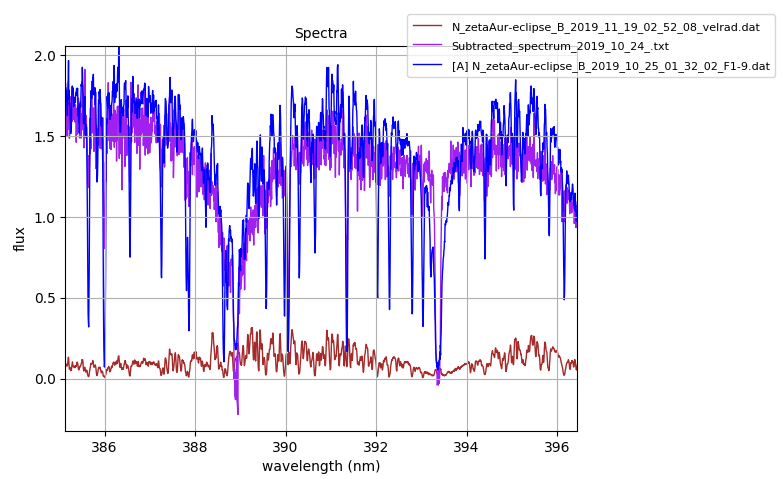 Spectra
N_zetaAur-eclipse_B_2019_11_19_02_52_08_velrad.dat
Subtracted_spectrum_2019_10_24_.txt
[A] N_zetaAur-eclipse_B_2019_10_25_01_32_02_F1-9.dat
2.0
1.5
1.0
0.5
0.0
flux
386 388 390 392 394 396
wavelength (nm)